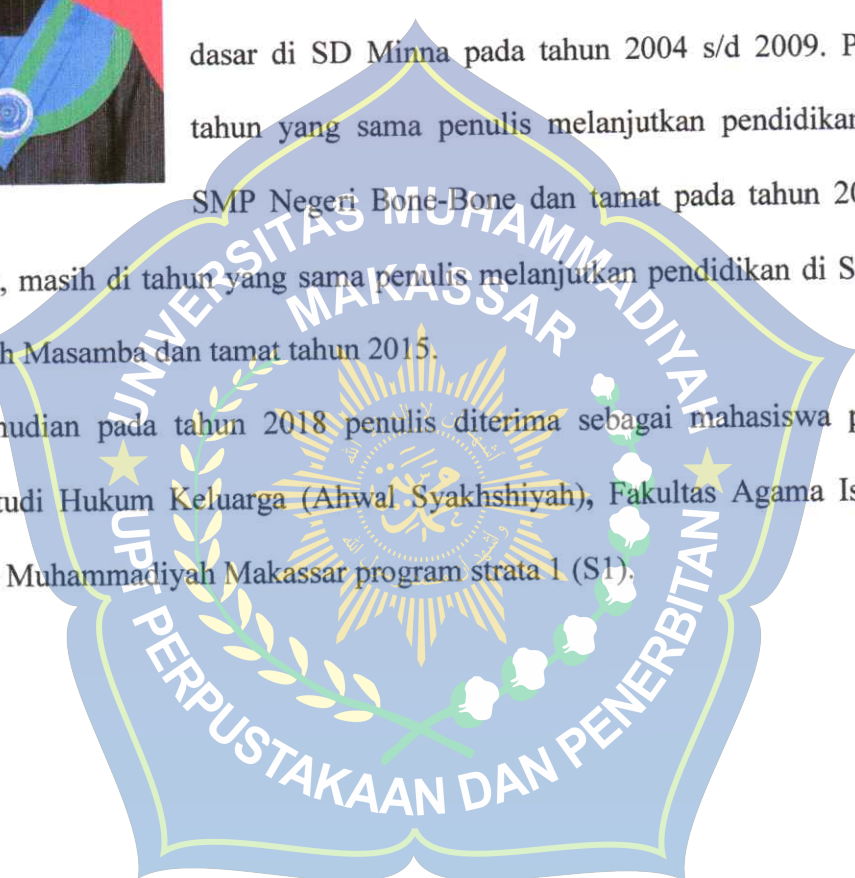 dasar di SD Minna pada tahun 2004 s/d 2009. P
tahun yang sama penulis melanjutkan pendidikan
SMP Negeri Bone-Bone dan tamat pada tahun 20
, masih di tahun yang sama penulis melanjutkan pendidikan di S
h Masamba dan tamat tahun 2015.
nudian pada tahun 2018 penulis diterima sebagai mahasiswa p
tudi Hukum Keluarga (Ahwal Syakhshiyah), Fakultas Agama Is
Muhammadiyah Makassar program strata 1 (S1).
UNIVERSITAS MUHAMMADIYAH
MAKASSAR
UPT PERPUSTAKAAN DAN PENERBITAN